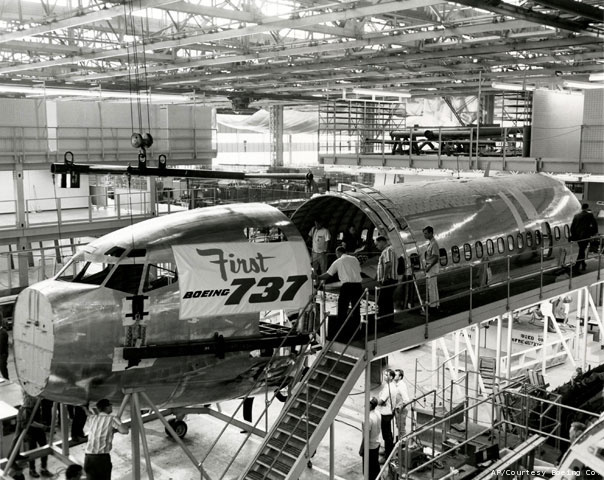 First
BOEING 737
AP/Courtesy Boeing Co.